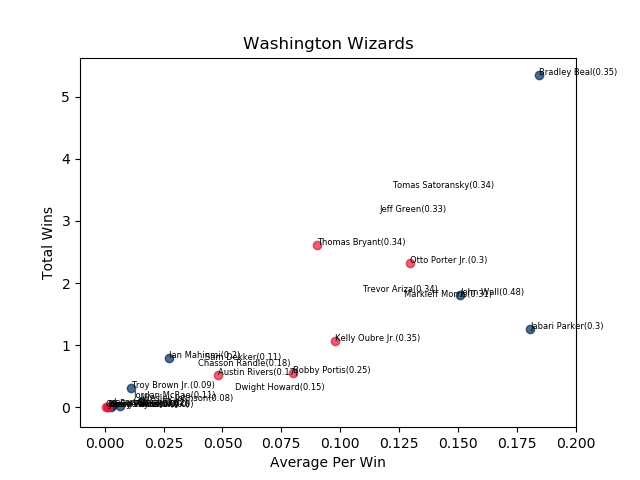 Washington Wizards
Total Wins
5
4
3
2
1
0
Bradley Beal(0.35)
Tomas Satoransky(0.34)
Jeff Green(0.33)
Thomas Bryant(0.34)
Otto Porter Jr.(0.3)
Trevor Ariza(0.34)
Markieff Morris(0.31)
John Wall(0.48)
Jabari Parker(0.3)
Kelly Oubre Jr.(0.35)
Ian Mahinmi(0.2)
Sam Dekker(0.11)
Chasson Randle(0.18)
Austin Rivers(0.17)
Bobby Portis(0.25)
Troy Brown Jr.(0.09)
Dwight Howard(0.15)
Jordan McRae(0.11)
Wesley Johnson(0.08)
0.000 0.025 0.050 0.075 0.100 0.125 0.150 0.175 0.200
Average Per Win